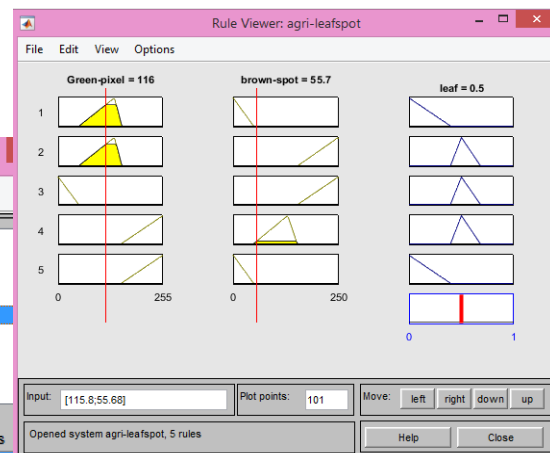 Rule Viewer: agri-leafspot
File Edit View Options
Green-pixel = 116 brown-spot = 55.7 leaf = 0.5
1
2
3
4
5
0 255 0 250
0 1
Input: [115.8;55.68] Plot points: 101 Move: left right down up
Opened system agri-leafspot, 5 rules Help Close
s